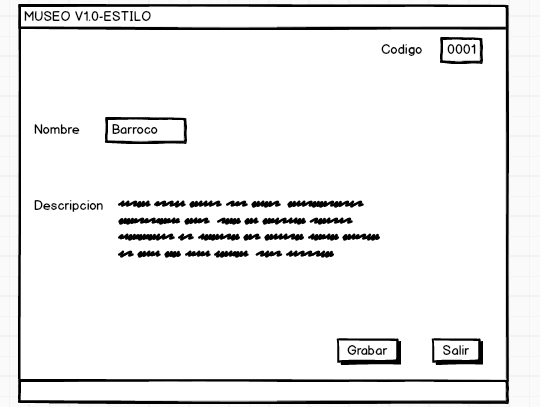 MUSEO V1.0-ESTILO
Codigo 0001
Nombre Barroco
Descripcion
Grabar Salir